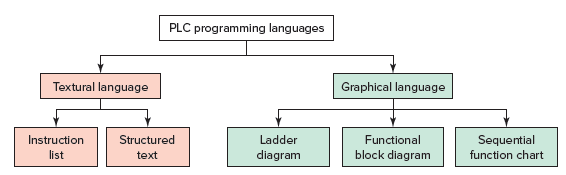 PLC programming languages
Textural language
Graphical language
Instruction
list
Structured
text
Ladder
diagram
Functional
block diagram
Sequential
function chart